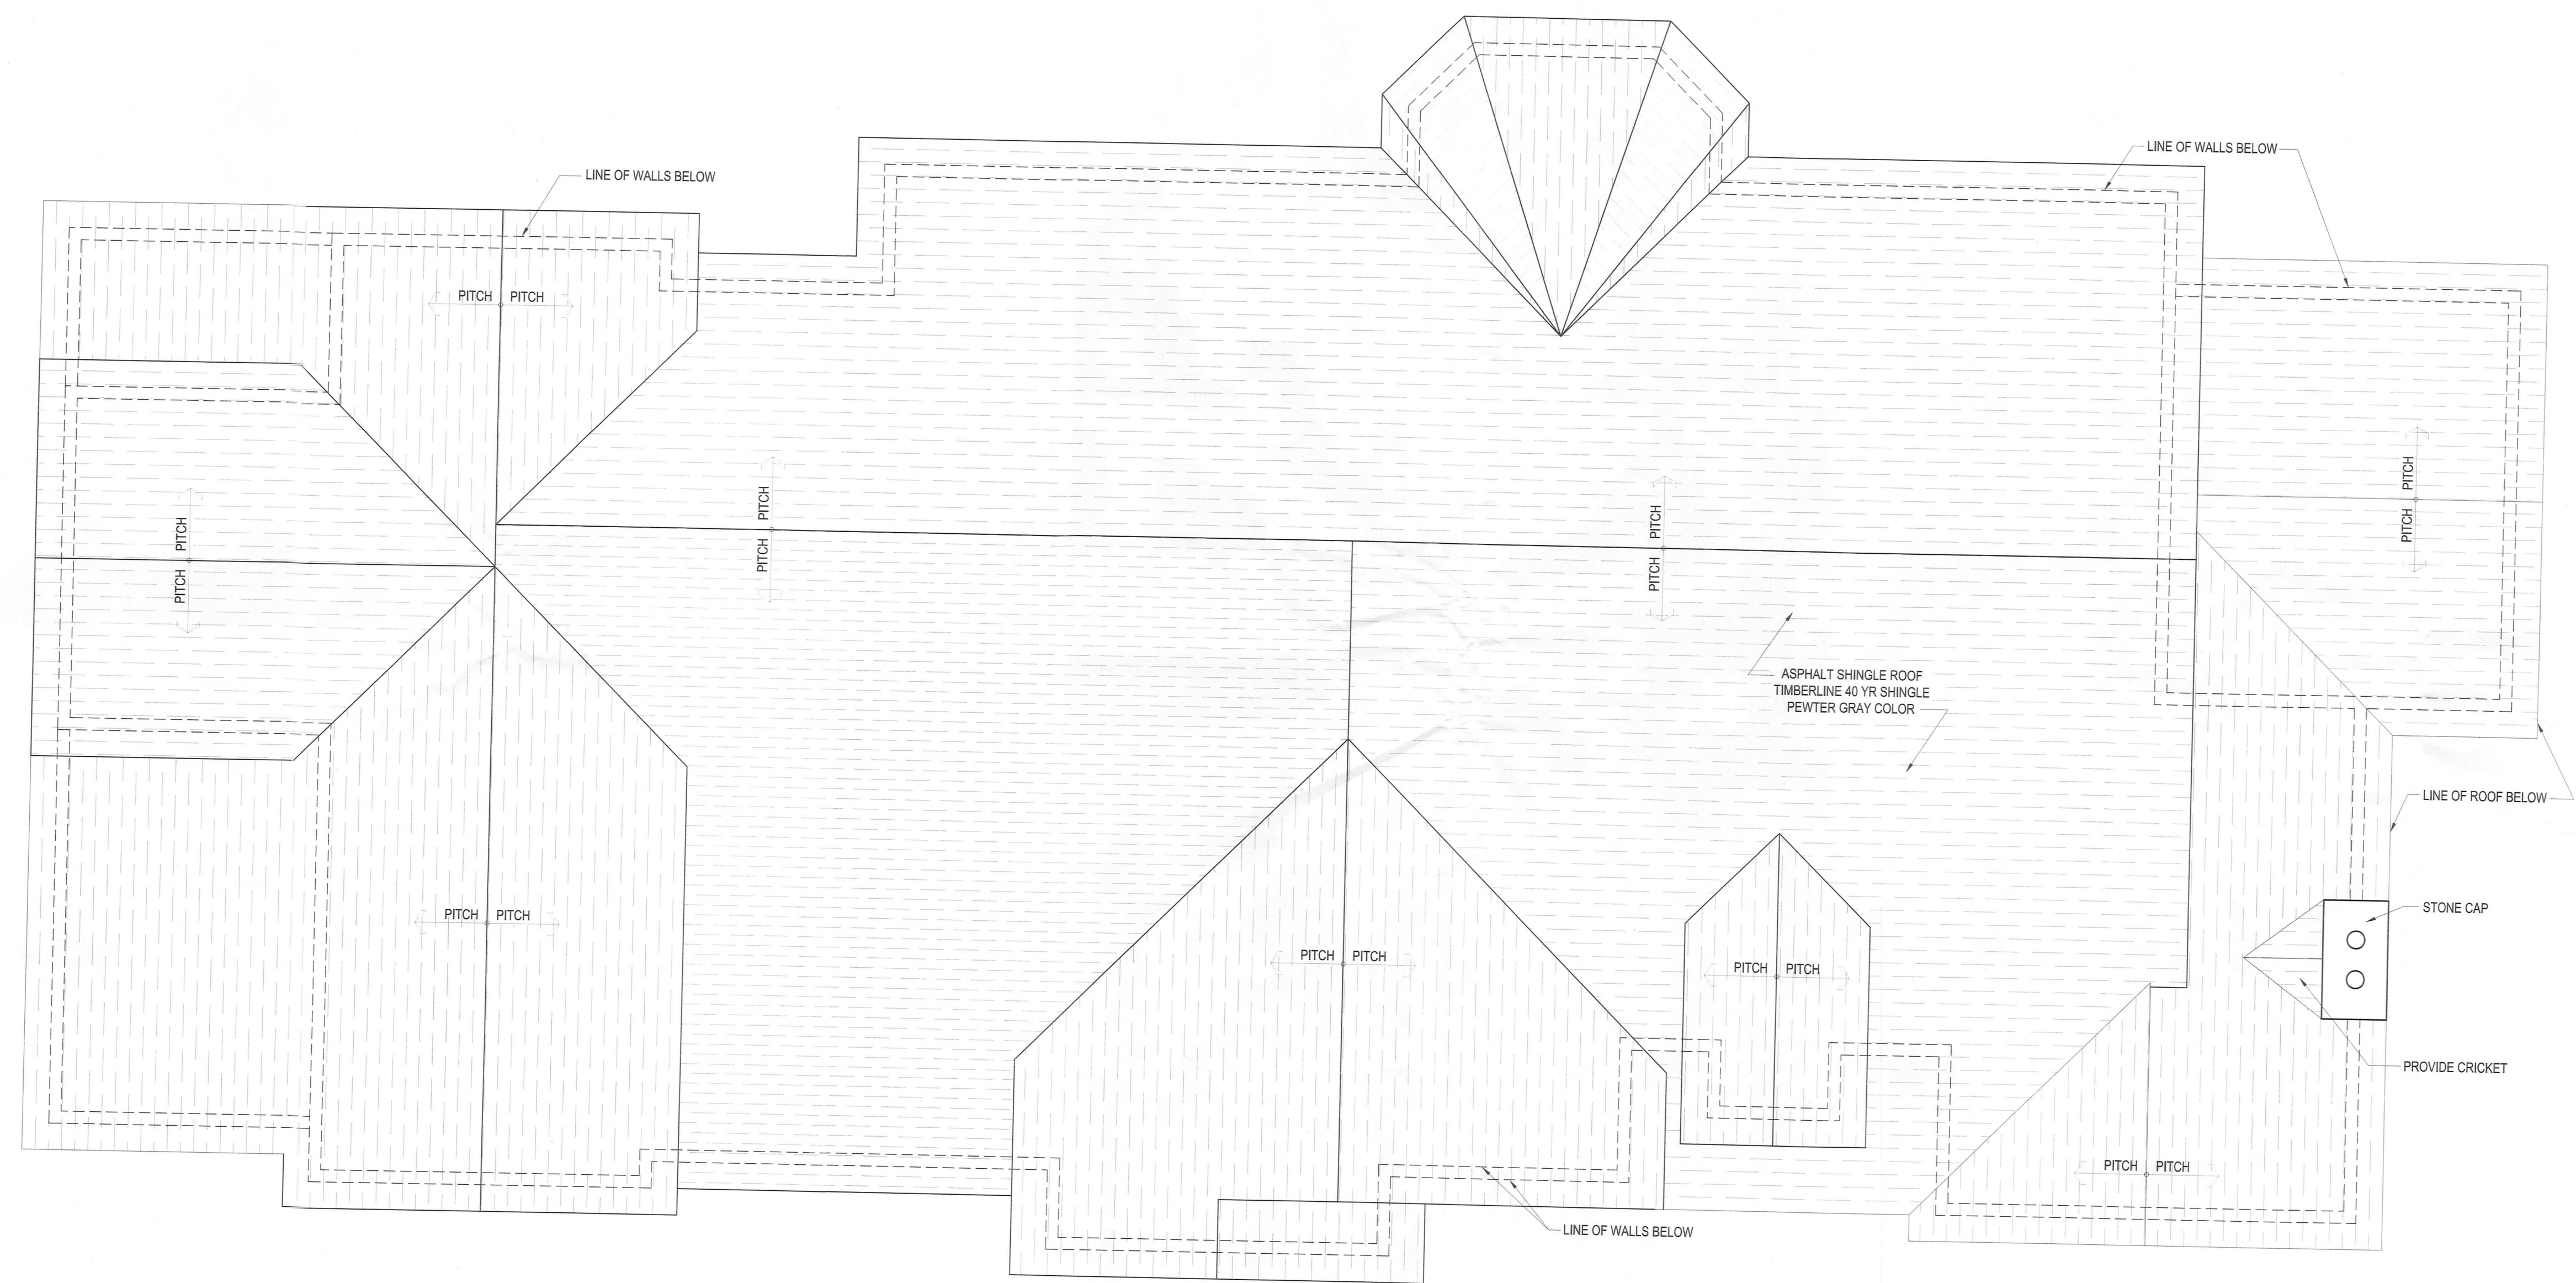 LINE OF WALLS BELOW
LINE OF WALLS BELOW
PITCH PITCH
PITCH
PITCH
PITCH
PITCH
PITCH
PITCH
PITCH
PITCH
ASPHALT SHINGLE ROOF
TIMBERLINE 40 YR SHINGLE
PEWTER GRAY COLOR
LINE OF ROOF BELOW
PITCH PITCH
PITCH PITCH
PITCH PITCH
STONE CAP
PROVIDE CRICKET
PITCH PITCH
LINE OF WALLS BELOW